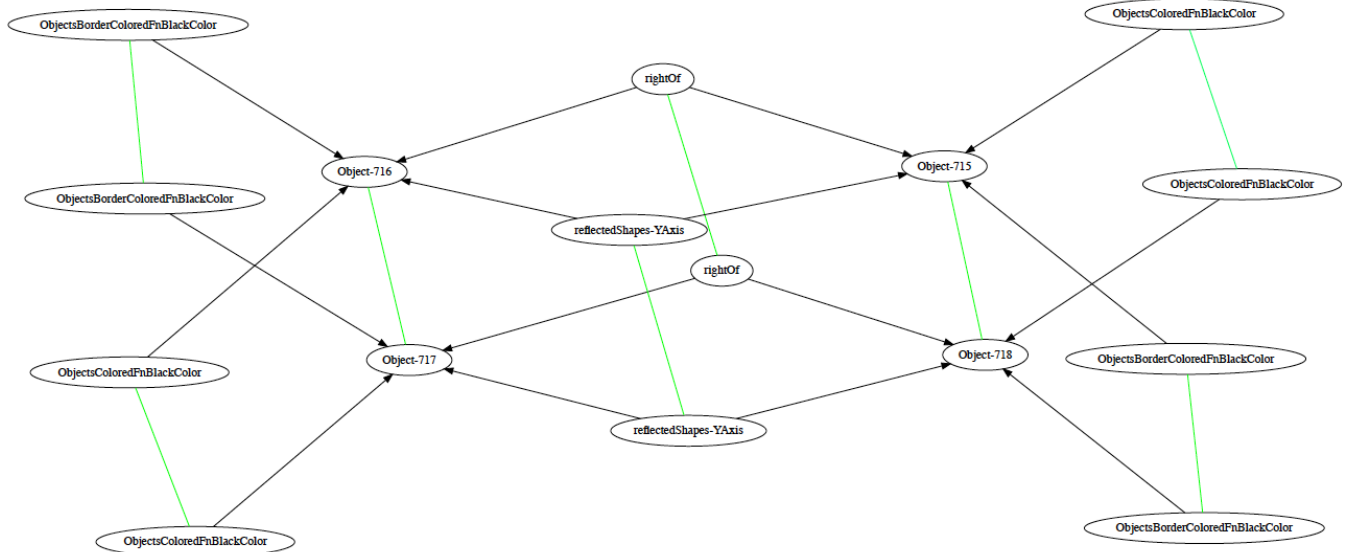 ObjectsColoredFnBlackColor
ObjectsBorderColoredFnBlackColor
rightOf
Object-715
Object-716
ObjectsColoredFnBlackColor
ObjectsBorderColoredFnBlackColor
reflectedShapes-YAxis
rightOf
Object-718
Object-717
ObjectsBorderColoredFnBlackColor
ObjectsColoredFnBlackColor
reflectedShapes-YAxis
ObjectsBorderColoredFnBlackColor
ObjectsColoredFnBlackColor